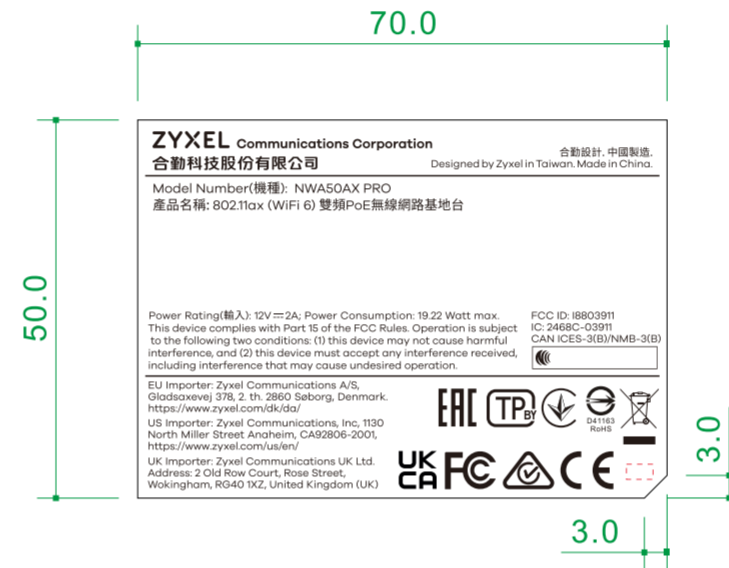 70.0
ZYXEL Communications Corporation
合勤科技股份有限公司
合勤設計. 中國製造.
Designed by Zyxel in Taiwan. Made in China.
Model Number(機種): NWA50AX PRO
產品名稱: 802.11ax (WiFi 6) 雙頻PoE無線網路基地台
50.0
Power Rating(輸入): 12V⎓2A; Power Consumption: 19.22 Watt max.
This device complies with Part 15 of the FCC Rules. Operation is subject
to the following two conditions: (1) this device may not cause harmful
interference, and (2) this device must accept any interference received,
including interference that may cause undesired operation.
FCC ID: I8803911
IC: 2468C-03911
CAN ICES-3(B)/NMB-3(B)
EU Importer: Zyxel Communications A/S,
Gladsaxevej 378, 2. th. 2860 Søborg, Denmark.
https://www.zyxel.com/dk/da/
US Importer: Zyxel Communications, Inc, 1130
North Miller Street Anaheim, CA92806-2001,
https://www.zyxel.com/us/en/
UK Importer: Zyxel Communications UK Ltd.
Address: 2 Old Row Court, Rose Street,
Wokingham, RG40 1XZ, United Kingdom (UK)
EAC TP BY
D41163
RoHS
UK
CA FC CE
3.0
3.0